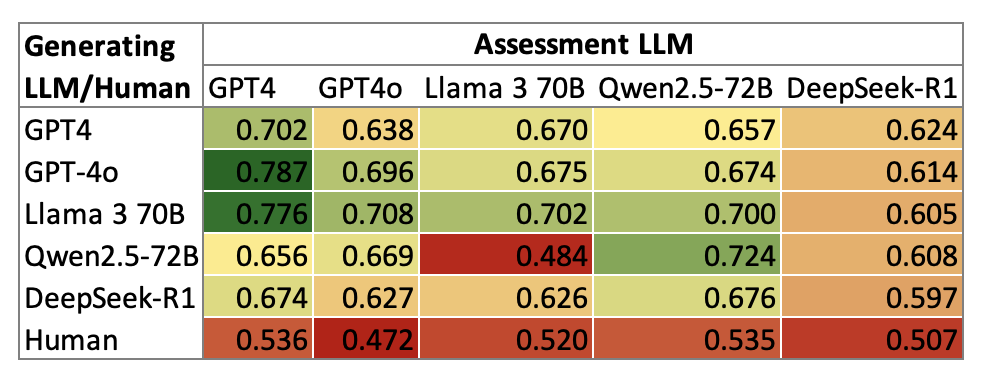 Generating Assessment LLM
LLM/Human GPT4 GPT4o Llama 3 70B Qwen2.5-72B DeepSeek-R1
GPT4 0.702 0.638 0.670 0.657 0.624
GPT-4o 0.787 0.696 0.675 0.674 0.614
Llama 3 70B 0.776 0.708 0.702 0.700 0.605
Qwen2.5-72B 0.656 0.669 0.484 0.724 0.608
DeepSeek-R1 0.674 0.627 0.626 0.676 0.597
Human 0.536 0.472 0.520 0.535 0.507